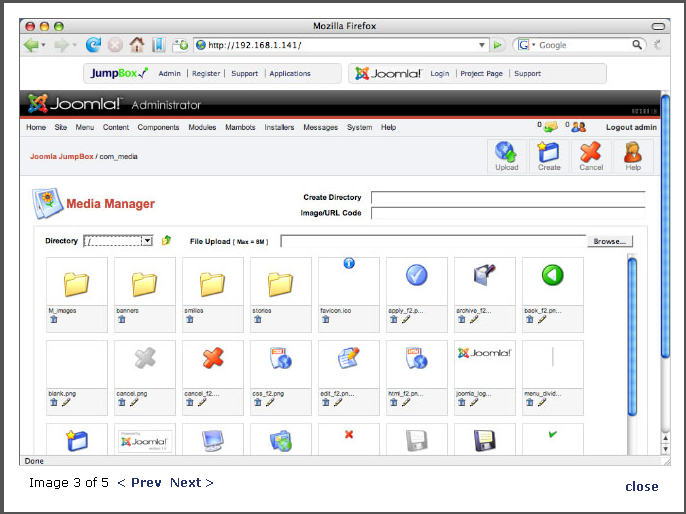 Mozilla Firefox
http://192.168.1.141/
G Google
JumpBox Admin Register Support Applications Joomla! Login Project Page Support
Joomla! Administrator
Home Site Menu Content Components Modules Mambots Installers Messages System Help 0 0 Logout admin
Joomla JumpBox / com_media
Upload Create Cancel Help
Media Manager
Create Directory
Image/URL Code
Directory / File Upload ( Max = 8M ) Browse...
M_images banners smilies stories favicon.ico apply_f2.p... archive_f2... back_f2.pn...
Joomla!
blank.png cancel.png cancel_f2.... css_f2.png edit_f2.pn... html_f2.pn... joomla_log... menu_divid...
Joomla!
Done
Image 3 of 5 < Prev Next >
close